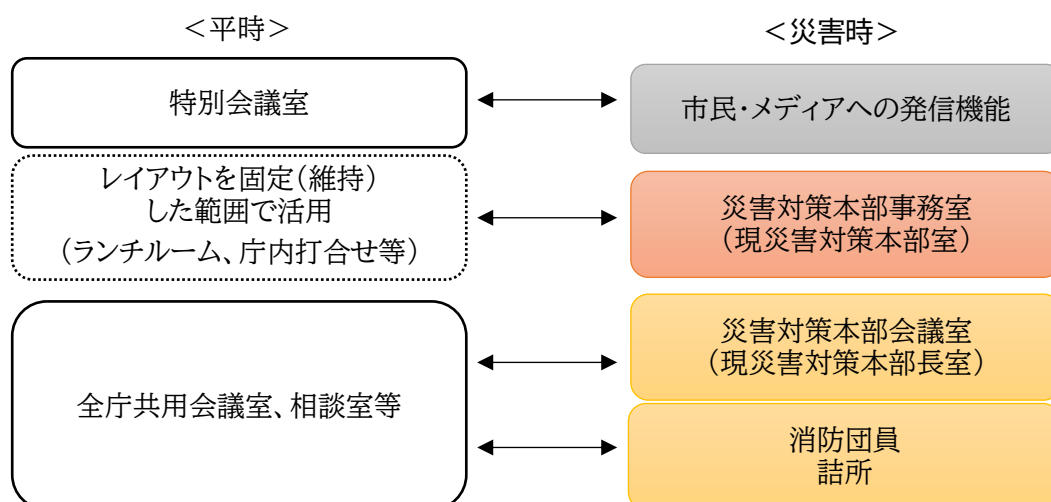 ＜平時＞
＜災害時＞
特別会議室
市民・メディアへの発信機能
レイアウトを固定（維持）
した範囲で活用
（ランチルーム、庁内打合せ等）
災害対策本部事務室
（現災害対策本部室）
全庁共用会議室、相談室等
災害対策本部会議室
（現災害対策本部長室）
消防団員
詰所